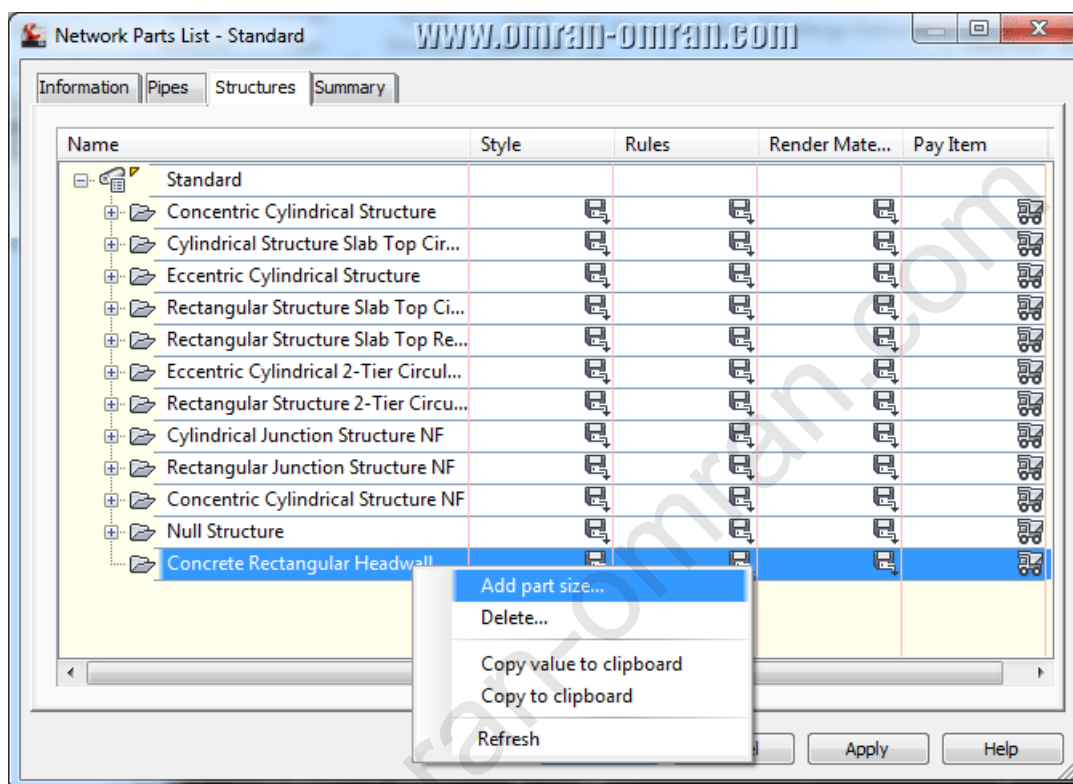 Network Parts List - Standard
www.omran-omran.com
Information Pipes Structures Summary
Name Style Rules Render Mate... Pay Item
Standard
Concentric Cylindrical Structure
Cylindrical Structure Slab Top Cir...
Eccentric Cylindrical Structure
Rectangular Structure Slab Top Ci...
Rectangular Structure Slab Top Re...
Eccentric Cylindrical 2-Tier Circul...
Rectangular Structure 2-Tier Circu...
Cylindrical Junction Structure NF
Rectangular Junction Structure NF
Concentric Cylindrical Structure NF
Null Structure
Concrete Rectangular Headwall
Add part size...
Delete...
Copy value to clipboard
Copy to clipboard
Refresh
Apply Help
ran-omran-omran.com